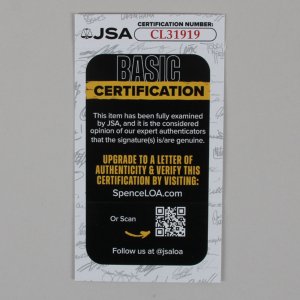 JSA
CERTIFICATION NUMBER:
CL31919
BASIC
CERTIFICATION
This item has been fully examined
by JSA, and it is the considered
opinion of our expert authenticators
that the signature(s) is/are genuine.
UPGRADE TO A LETTER OF
AUTHENTICITY & VERIFY THIS
CERTIFICATION BY VISITING:
SpenceLOA.com
Or Scan
Follow us at @jsaloa